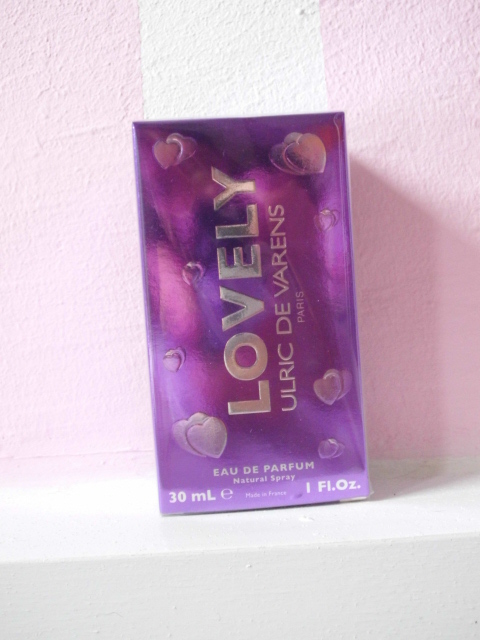 LOVELY
ULRIC DE VARENS
PARIS
EAU DE PARFUM
Natural Spray
30 mL ℮ Made in France 1 Fl.Oz.